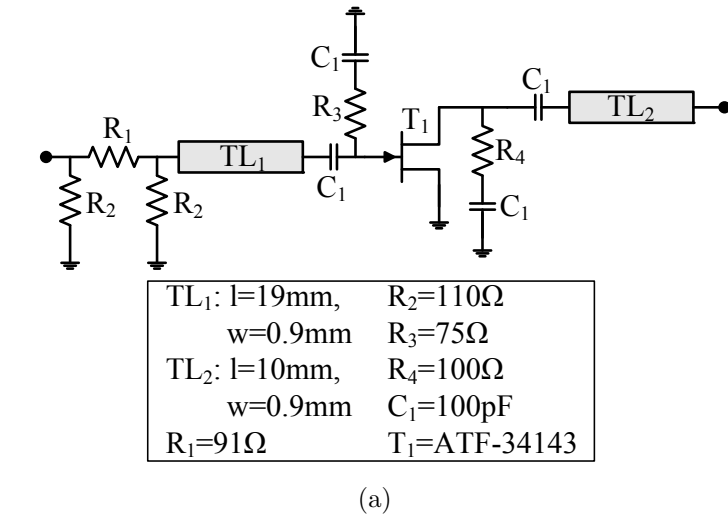 C₁
R₃
T₁
C₁
TL₂
R₁
TL₁
R₄
R₂
R₂
C₁
C₁
TL₁: l=19mm, R₂=110Ω
w=0.9mm R₃=75Ω
TL₂: l=10mm, R₄=100Ω
w=0.9mm C₁=100pF
R₁=91Ω T₁=ATF-34143
(a)